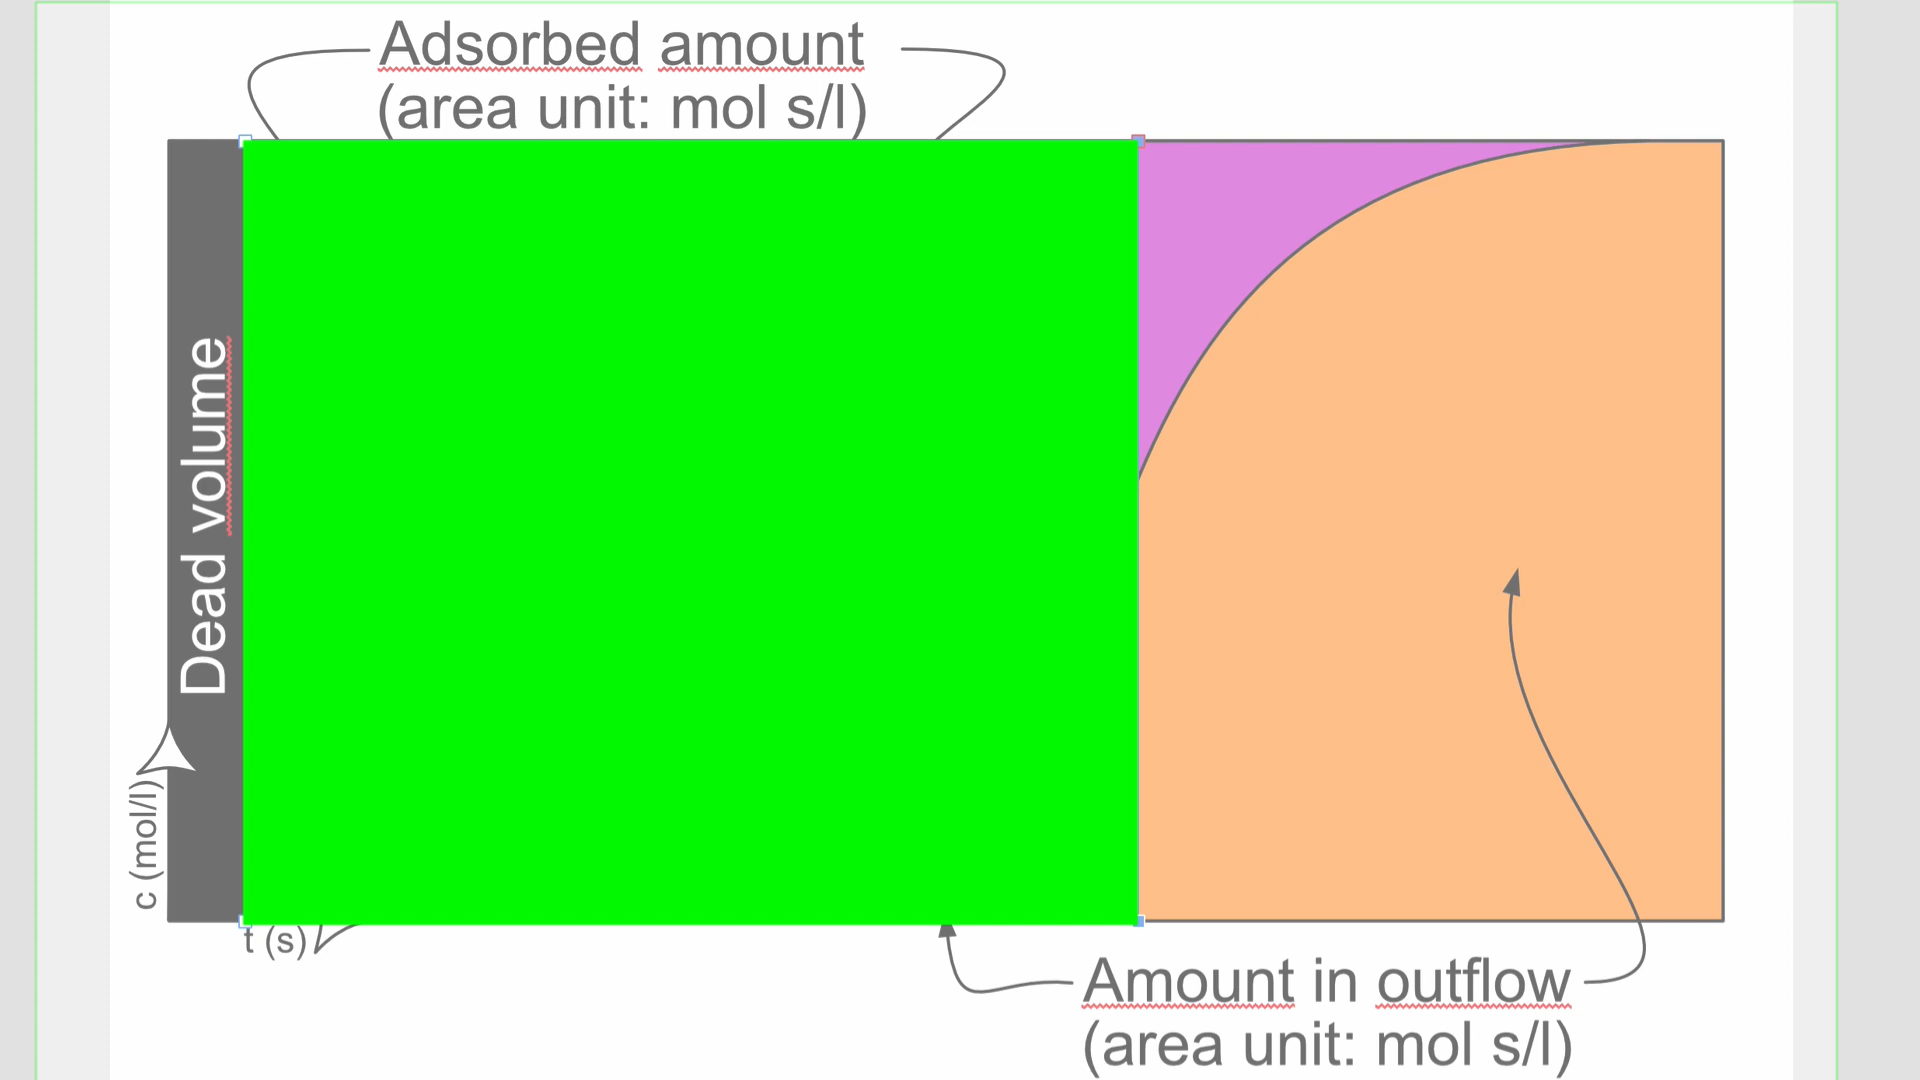 Adsorbed amount
(area unit: mol s/l)
Dead volume
c (mol/l)
t (s)
Amount in outflow
(area unit: mol s/l)